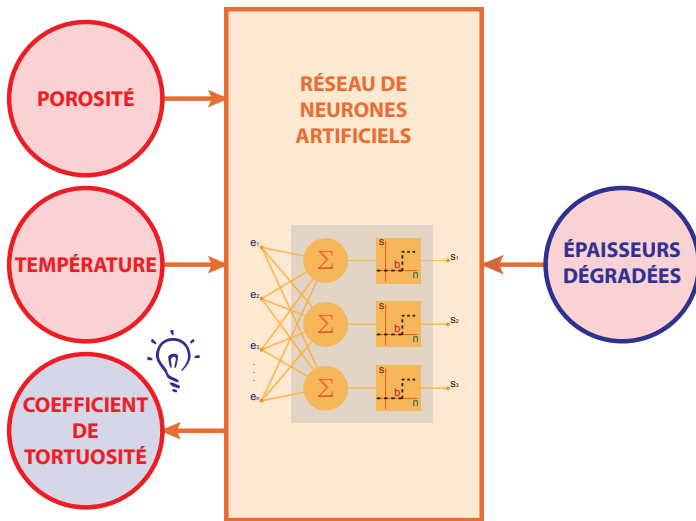 POROSITÉ
TEMPÉRATURE
COEFFICIENT
DE
TORTUOSITÉ
RÉSEAU DE
NEURONES
ARTIFICIELS
e₁
e₂
e₃
.
.
.
eₙ
Σ
Σ
Σ
s
b
n
s
b
n
s
b
n
s₁
s₂
s₃
ÉPAISSEURS
DÉGRADÉES